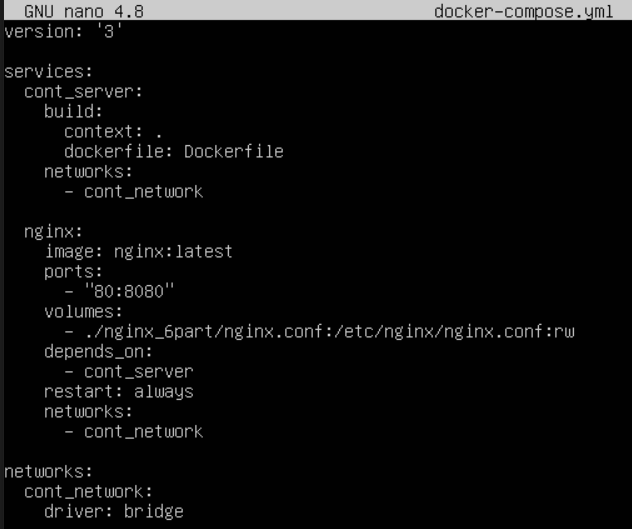 GNU nano 4.8 docker-compose.yml
version: '3'
services:
cont_server:
build:
context: .
dockerfile: Dockerfile
networks:
- cont_network
nginx:
image: nginx:latest
ports:
- "80:8080"
volumes:
- ./nginx_6part/nginx.conf:/etc/nginx/nginx.conf:rw
depends_on:
- cont_server
restart: always
networks:
- cont_network
networks:
cont_network:
driver: bridge